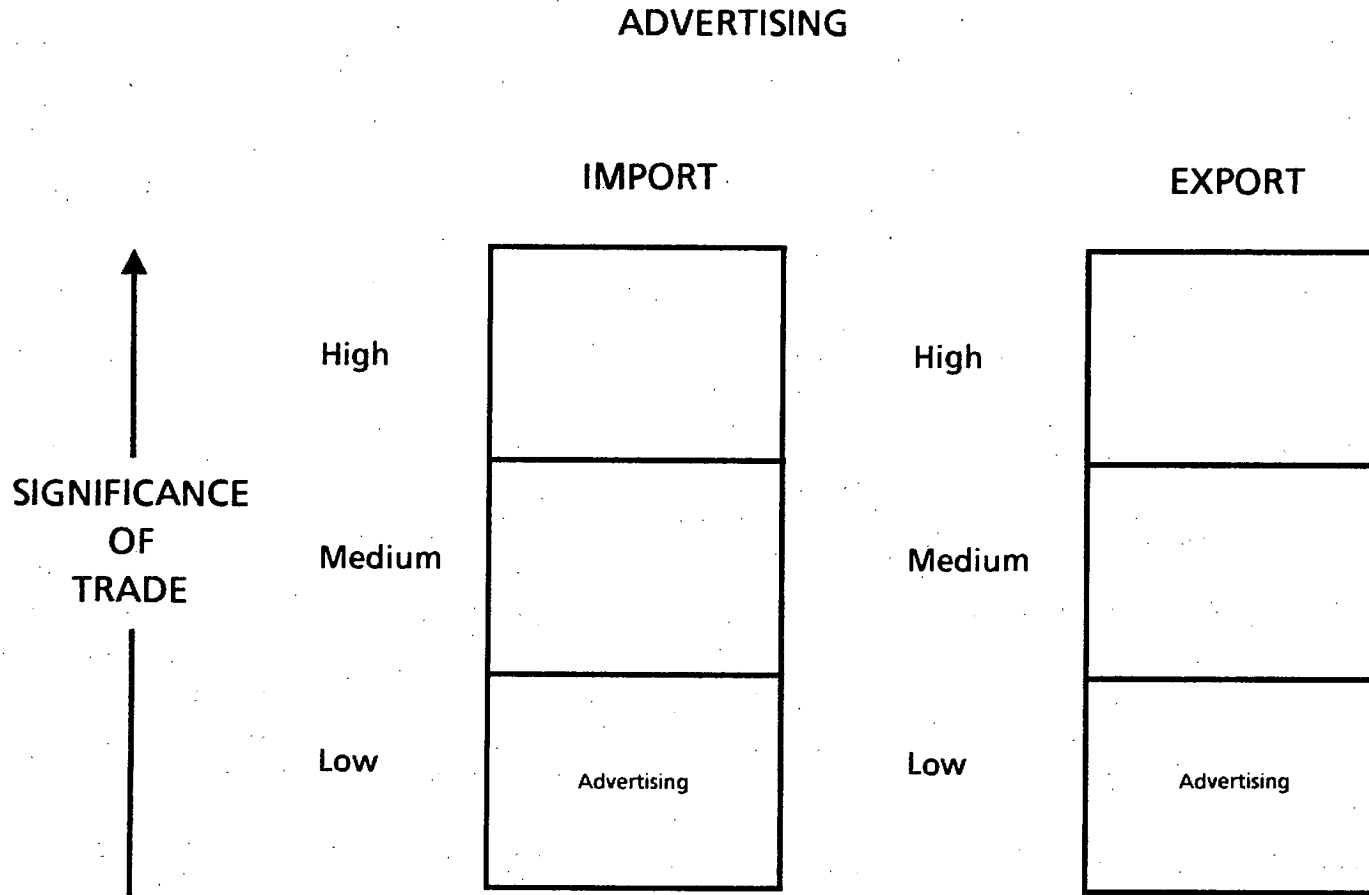 ADVERTISING
IMPORT
EXPORT
High
High
SIGNIFICANCE
OF
TRADE
Medium
Medium
Low
Advertising
Low
Advertising